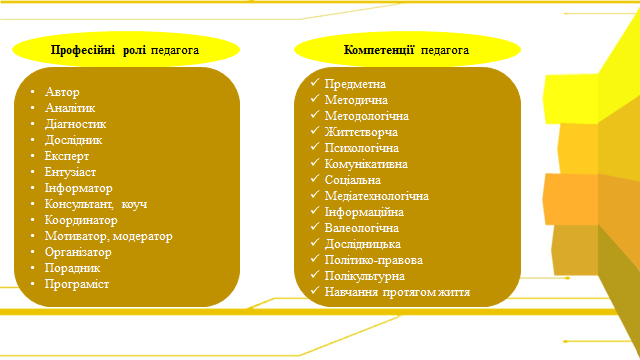 Професійні ролі педагога
• Автор
• Аналітик
• Діагностик
• Дослідник
• Експерт
• Ентузіаст
• Інформатор
• Консультант, коуч
• Координатор
• Мотиватор, модератор
• Організатор
• Порадник
• Програміст
Компетенції педагога
✓ Предметна
✓ Методична
✓ Методологічна
✓ Життєтворча
✓ Психологічна
✓ Комунікативна
✓ Соціальна
✓ Медіатехнологічна
✓ Інформаційна
✓ Валеологічна
✓ Дослідницька
✓ Політико-правова
✓ Полікультурна
✓ Навчання протягом життя